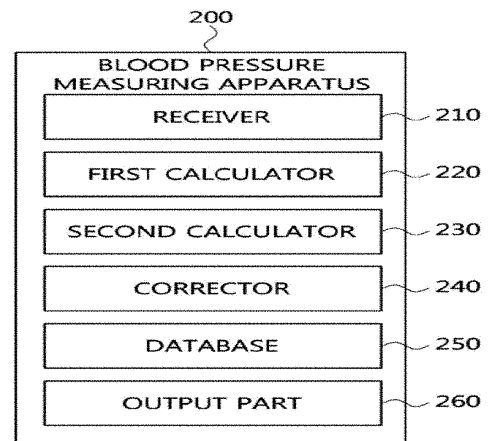 200
BLOOD PRESSURE
MEASURING APPARATUS
RECEIVER 210
FIRST CALCULATOR 220
SECOND CALCULATOR 230
CORRECTOR 240
DATABASE 250
OUTPUT PART 260